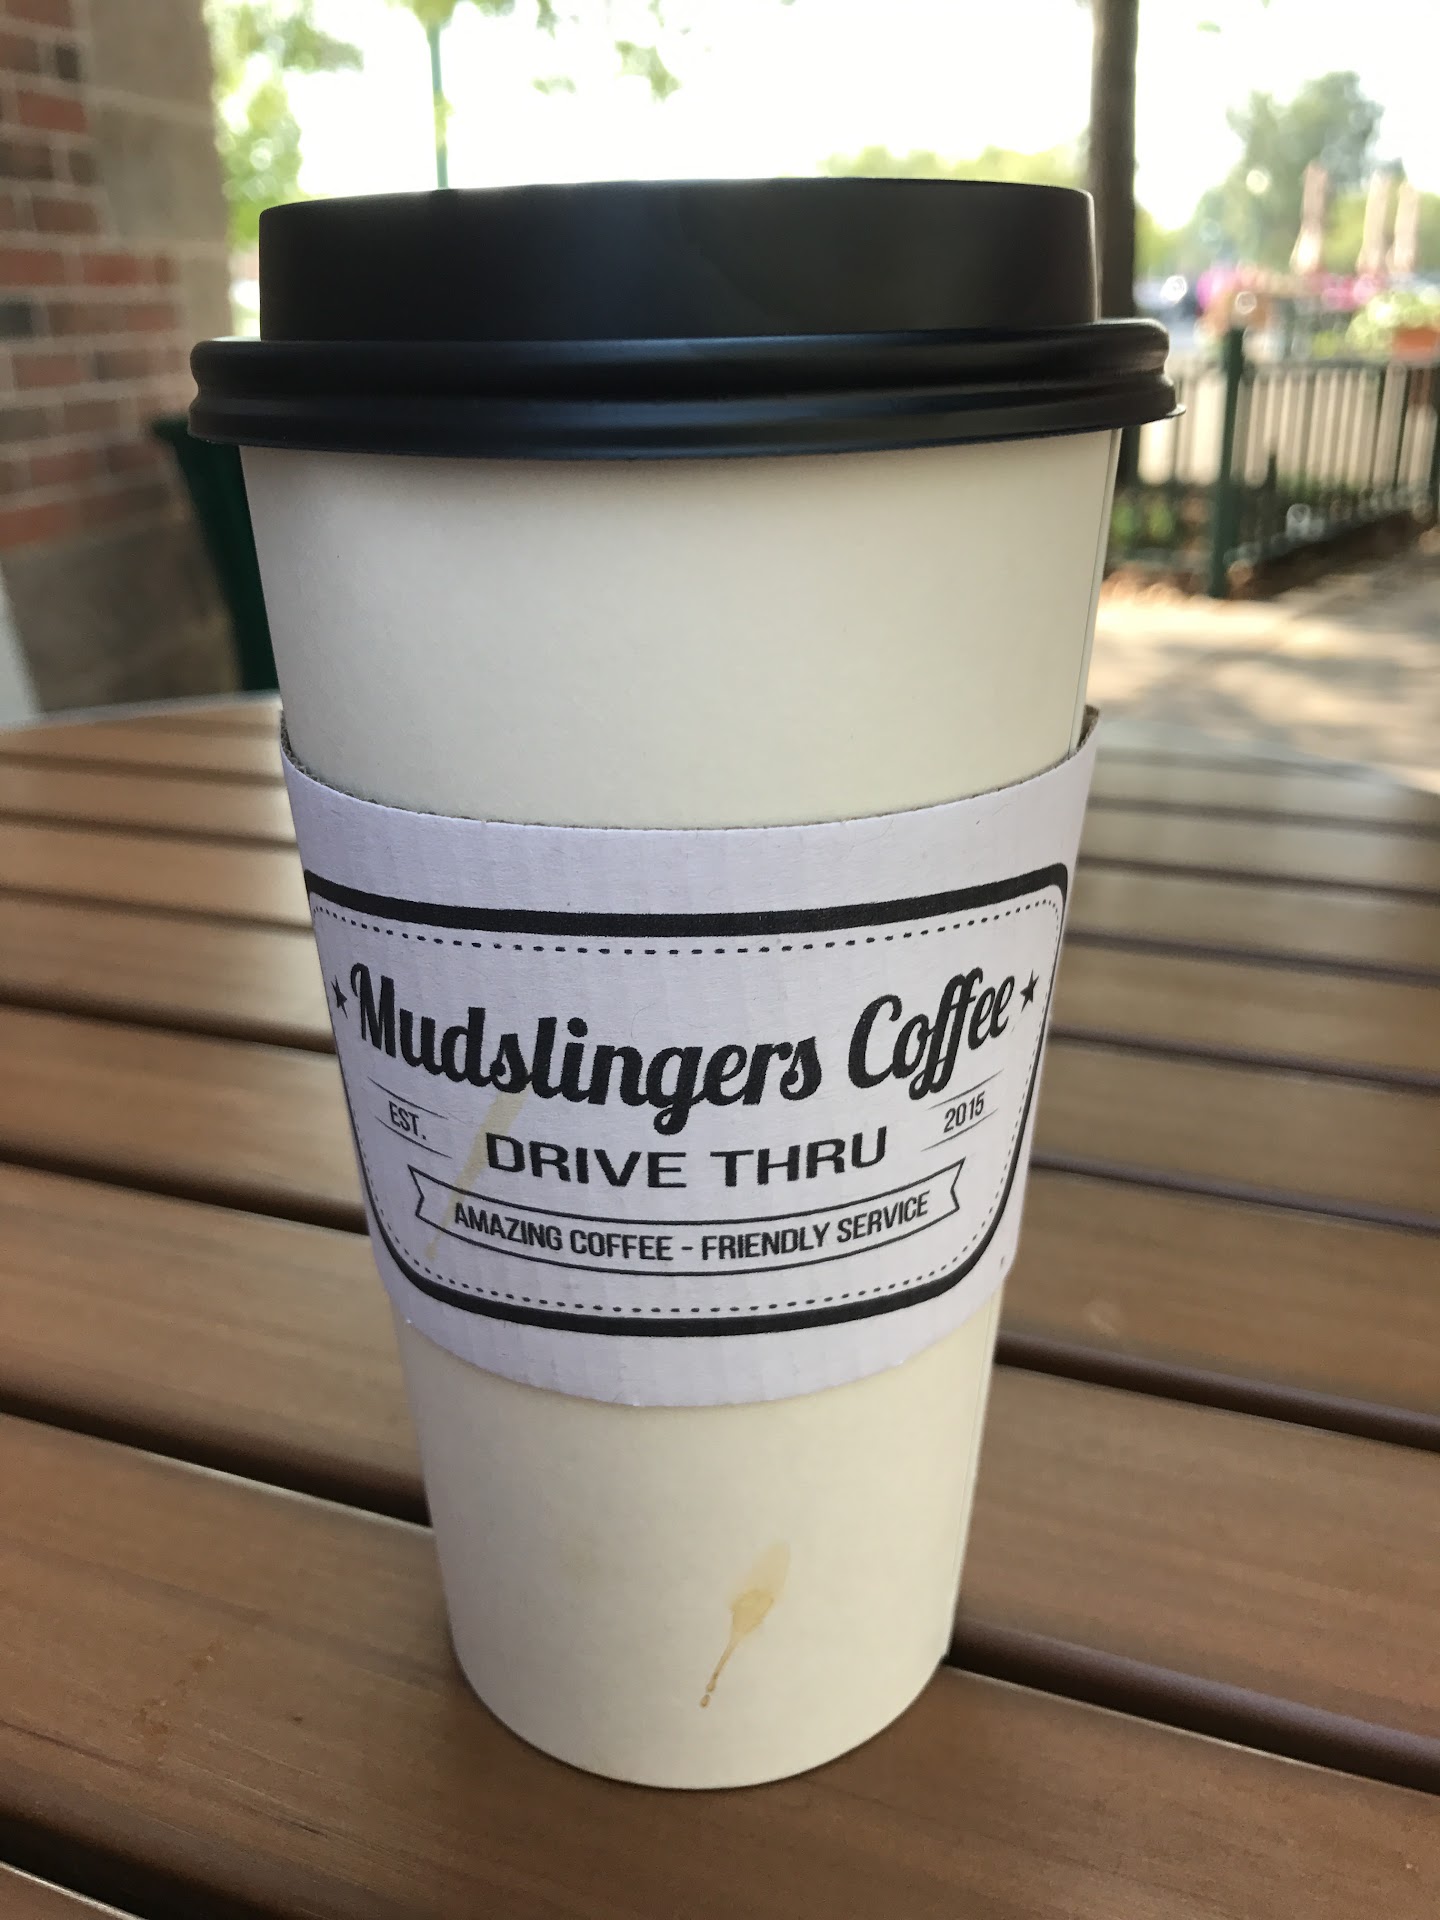 Mudslingers Coffee
EST. 2015
DRIVE THRU
AMAZING COFFEE - FRIENDLY SERVICE